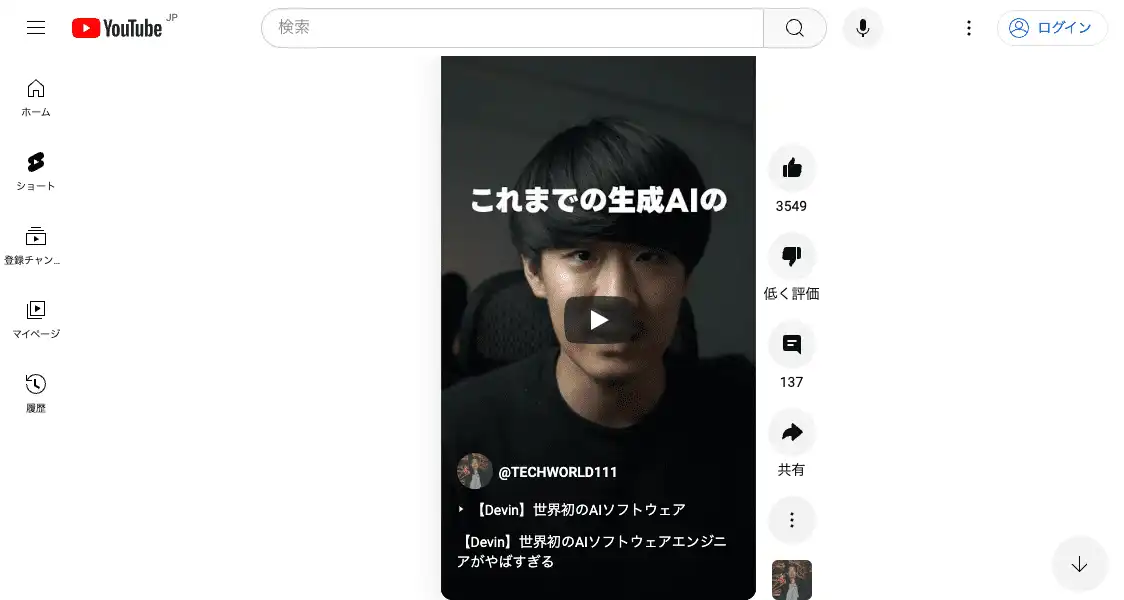 YouTube JP
検索
ログイン
ホーム
ショート
登録チャン...
マイページ
履歴
これまでの生成AIの
3549
低く評価
137
共有
@TECHWORLD111
【Devin】世界初のAIソフトウェア
【Devin】世界初のAIソフトウェアエンジニ
アがやばすぎる